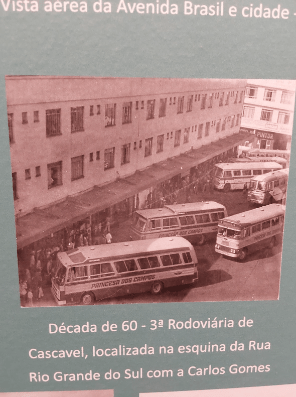 Vista aérea da Avenida Brasil e cidade -
PRINCESA DOS CAMPOS
Década de 60 - 3ª Rodoviária de
Cascavel, localizada na esquina da Rua
Rio Grande do Sul com a Carlos Gomes